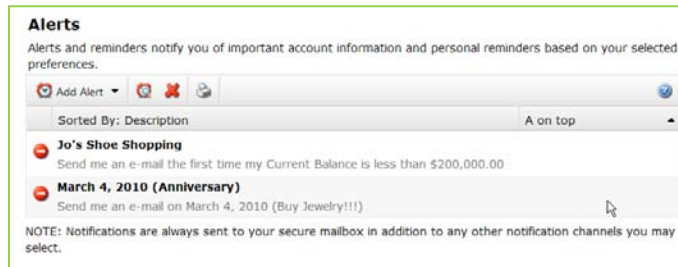 Alerts
Alerts and reminders notify you of important account information and personal reminders based on your selected
preferences.
Add Alert
Sorted By: Description A on top
Jo's Shoe Shopping
Send me an e-mail the first time my Current Balance is less than $200,000.00
March 4, 2010 (Anniversary)
Send me an e-mail on March 4, 2010 (Buy Jewelry!!!)
NOTE: Notifications are always sent to your secure mailbox in addition to any other notification channels you may
select.